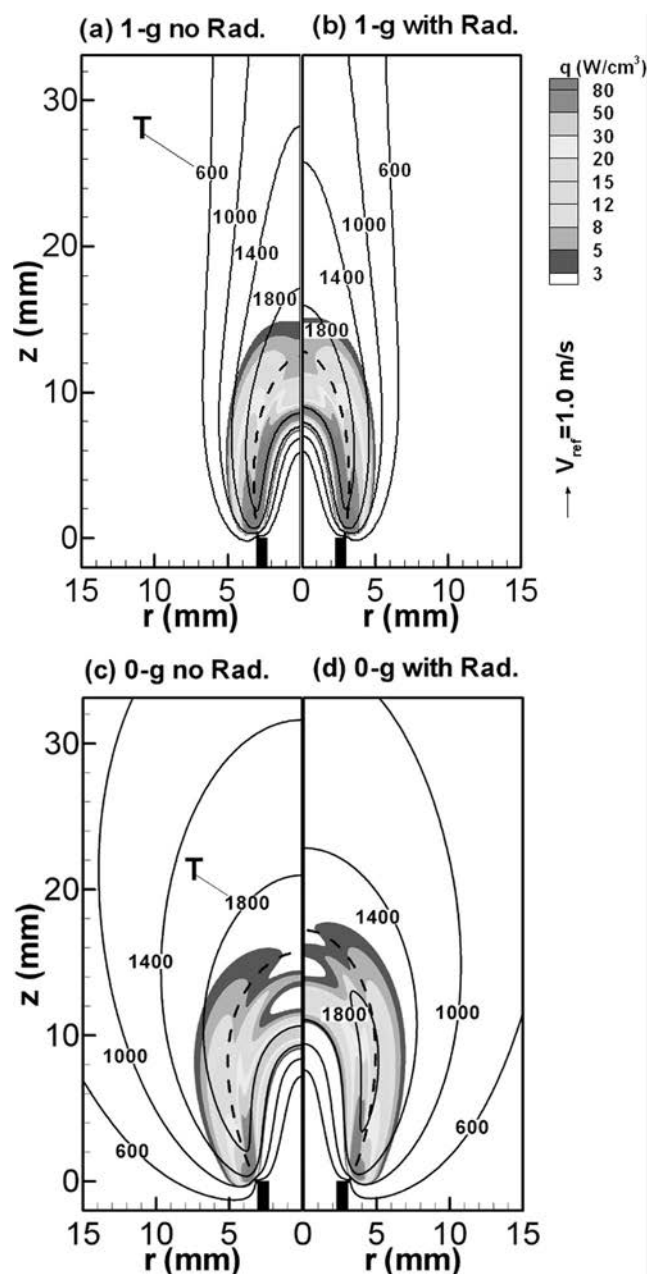 (a) 1-g no Rad.
(b) 1-g with Rad.
q (W/cm³)
80
50
30
20
15
12
8
5
3
V_ref=1.0 m/s
30
20
10
0
z (mm)
T
600
1000
1400
1800
600
1000
1400
1800
15 10 5 0 5 10 15
r (mm) r (mm)
(c) 0-g no Rad.
(d) 0-g with Rad.
30
20
10
0
z (mm)
T
1800
1400
1000
600
1400
1800
1000
600
15 10 5 0 5 10 15
r (mm) r (mm)